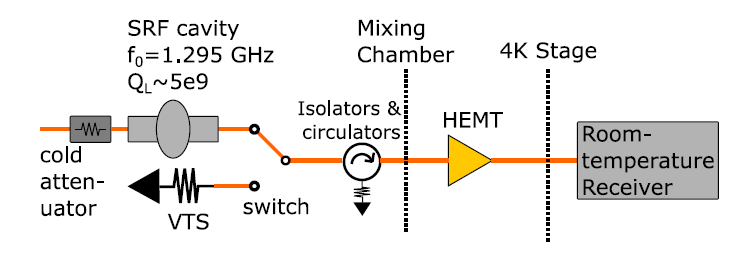 SRF cavity
f₀=1.295 GHz
Q_L~5e9
Mixing
Chamber
4K Stage
Isolators &
circulators
HEMT
Room-
temperature
Receiver
cold
atten-
uator
VTS
switch